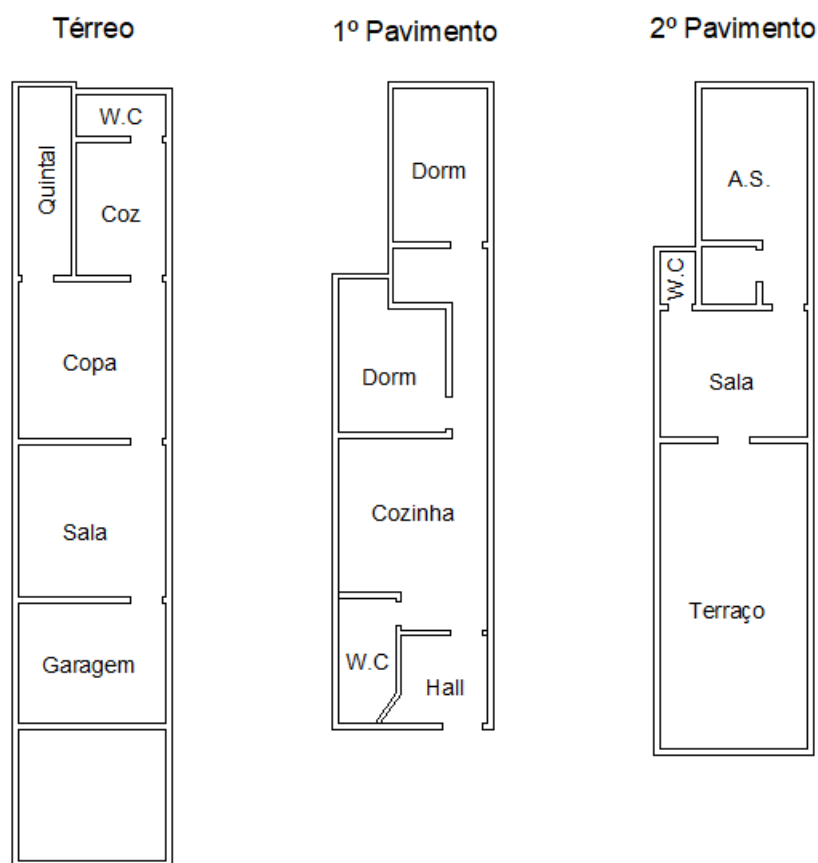 Térreo
W.C
Quintal
Coz
Copa
Sala
Garagem
1º Pavimento
Dorm
Dorm
Cozinha
W.C
Hall
2º Pavimento
A.S.
W.C
Sala
Terraço